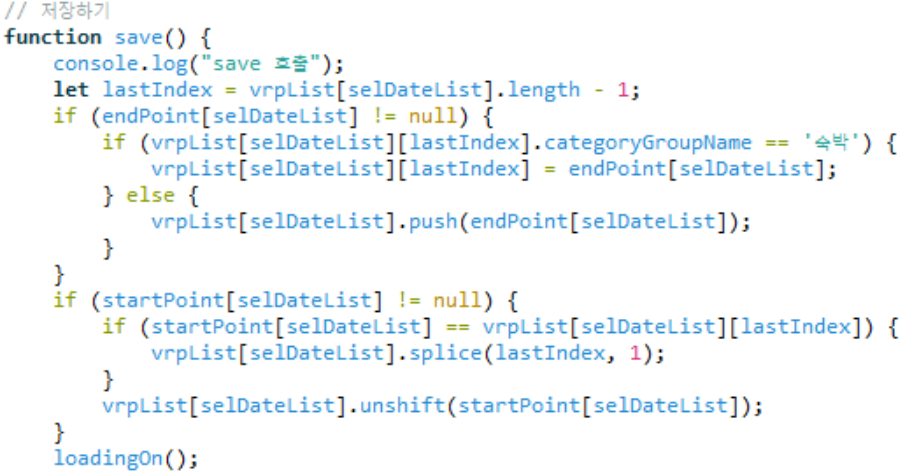 // 저장하기
function save() {
    console.log("save 호출");
    let lastIndex = vrpList[selDateList].length - 1;
    if (endPoint[selDateList] != null) {
        if (vrpList[selDateList][lastIndex].categoryGroupName == '숙박') {
            vrpList[selDateList][lastIndex] = endPoint[selDateList];
        } else {
            vrpList[selDateList].push(endPoint[selDateList]);
        }
    }
    if (startPoint[selDateList] != null) {
        if (startPoint[selDateList] == vrpList[selDateList][lastIndex]) {
            vrpList[selDateList].splice(lastIndex, 1);
        }
        vrpList[selDateList].unshift(startPoint[selDateList]);
    }
    loadingOn();